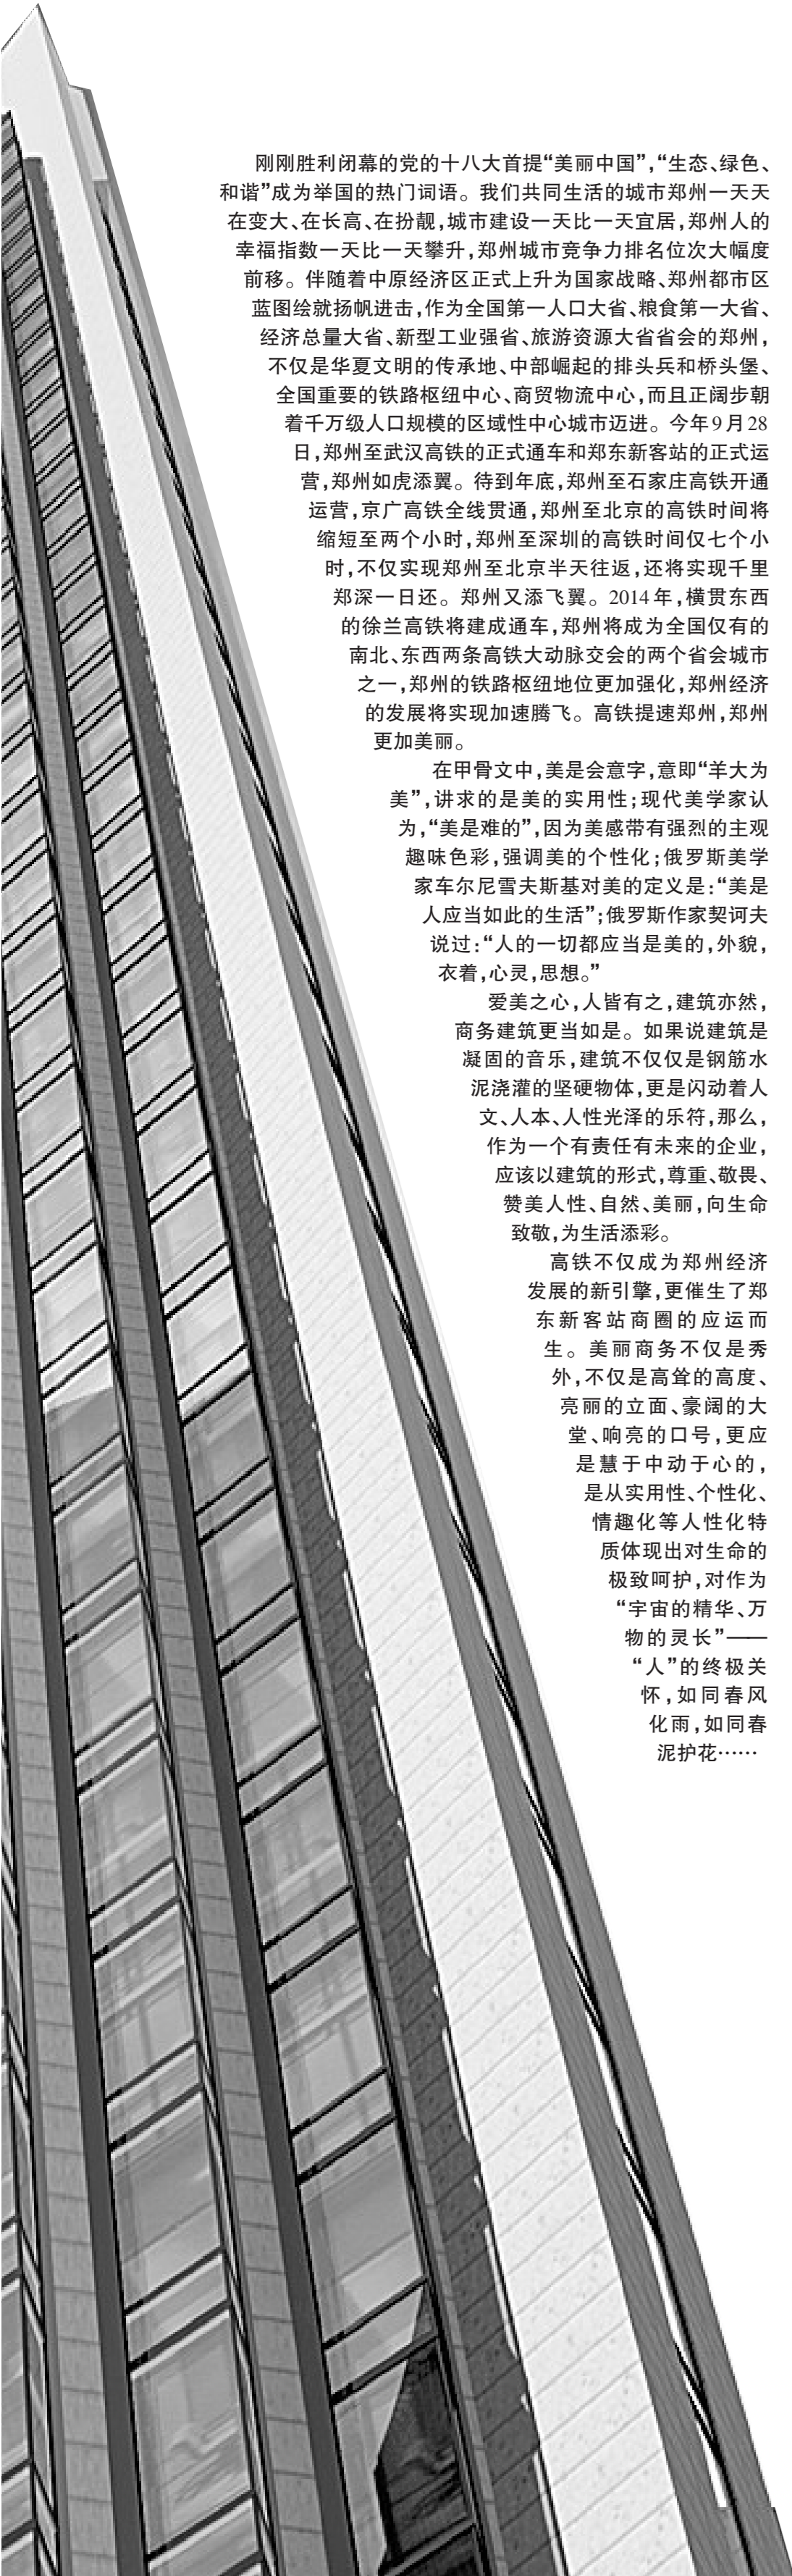 刚刚胜利闭幕的党的十八大首提“美丽中国”,“生态、绿色、
和谐”成为举国的热门词语。我们共同生活的城市郑州一天天
在变大、在长高、在扮靓,城市建设一天比一天宜居,郑州人的
幸福指数一天比一天攀升,郑州城市竞争力排名位次大幅度
前移。伴随着中原经济区正式上升为国家战略、郑州都市区
蓝图绘就扬帆进击,作为全国第一人口大省、粮食第一大省、
经济总量大省、新型工业强省、旅游资源大省省会的郑州,
不仅是华夏文明的传承地、中部崛起的排头兵和桥头堡、
全国重要的铁路枢纽中心、商贸物流中心,而且正阔步朝
着千万级人口规模的区域性中心城市迈进。今年9月28
日,郑州至武汉高铁的正式通车和郑东新客站的正式运
营,郑州如虎添翼。待到年底,郑州至石家庄高铁开通
运营,京广高铁全线贯通,郑州至北京的高铁时间将
缩短至两个小时,郑州至深圳的高铁时间仅七个小
时,不仅实现郑州至北京半天往返,还将实现千里
郑深一日还。郑州又添飞翼。2014年,横贯东西
的徐兰高铁将建成通车,郑州将成为全国仅有的
南北、东西两条高铁大动脉交会的两个省会城市
之一,郑州的铁路枢纽地位更加强化,郑州经济
的发展将实现加速腾飞。高铁提速郑州,郑州
更加美丽。
在甲骨文中,美是会意字,意即“羊大为
美”,讲求的是美的实用性;现代美学家认
为,“美是难的”,因为美感带有强烈的主观
趣味色彩,强调美的个性化;俄罗斯美学
家车尔尼雪夫斯基对美的定义是:“美是
人应当如此的生活”;俄罗斯作家契诃夫
说过:“人的一切都应当是美的,外貌,
衣着,心灵,思想。”
爱美之心,人皆有之,建筑亦然,
商务建筑更当如是。如果说建筑是
凝固的音乐,建筑不仅仅是钢筋水
泥浇灌的坚硬物体,更是闪动着人
文、人本、人性光泽的乐符,那么,
作为一个有责任有未来的企业,
应该以建筑的形式,尊重、敬畏、
赞美人性、自然、美丽,向生命
致敬,为生活添彩。
高铁不仅成为郑州经济
发展的新引擎,更催生了郑
东新客站商圈的应运而
生。美丽商务不仅是秀
外,不仅是高耸的高度、
亮丽的立面、豪阔的大
堂、响亮的口号,更应
是慧于中动于心的,
是从实用性、个性化、
情趣化等人性化特
质体现出对生命的
极致呵护,对作为
“宇宙的精华、万
物的灵长”——
“人”的终极关
怀,如同春风
化雨,如同春
泥护花……